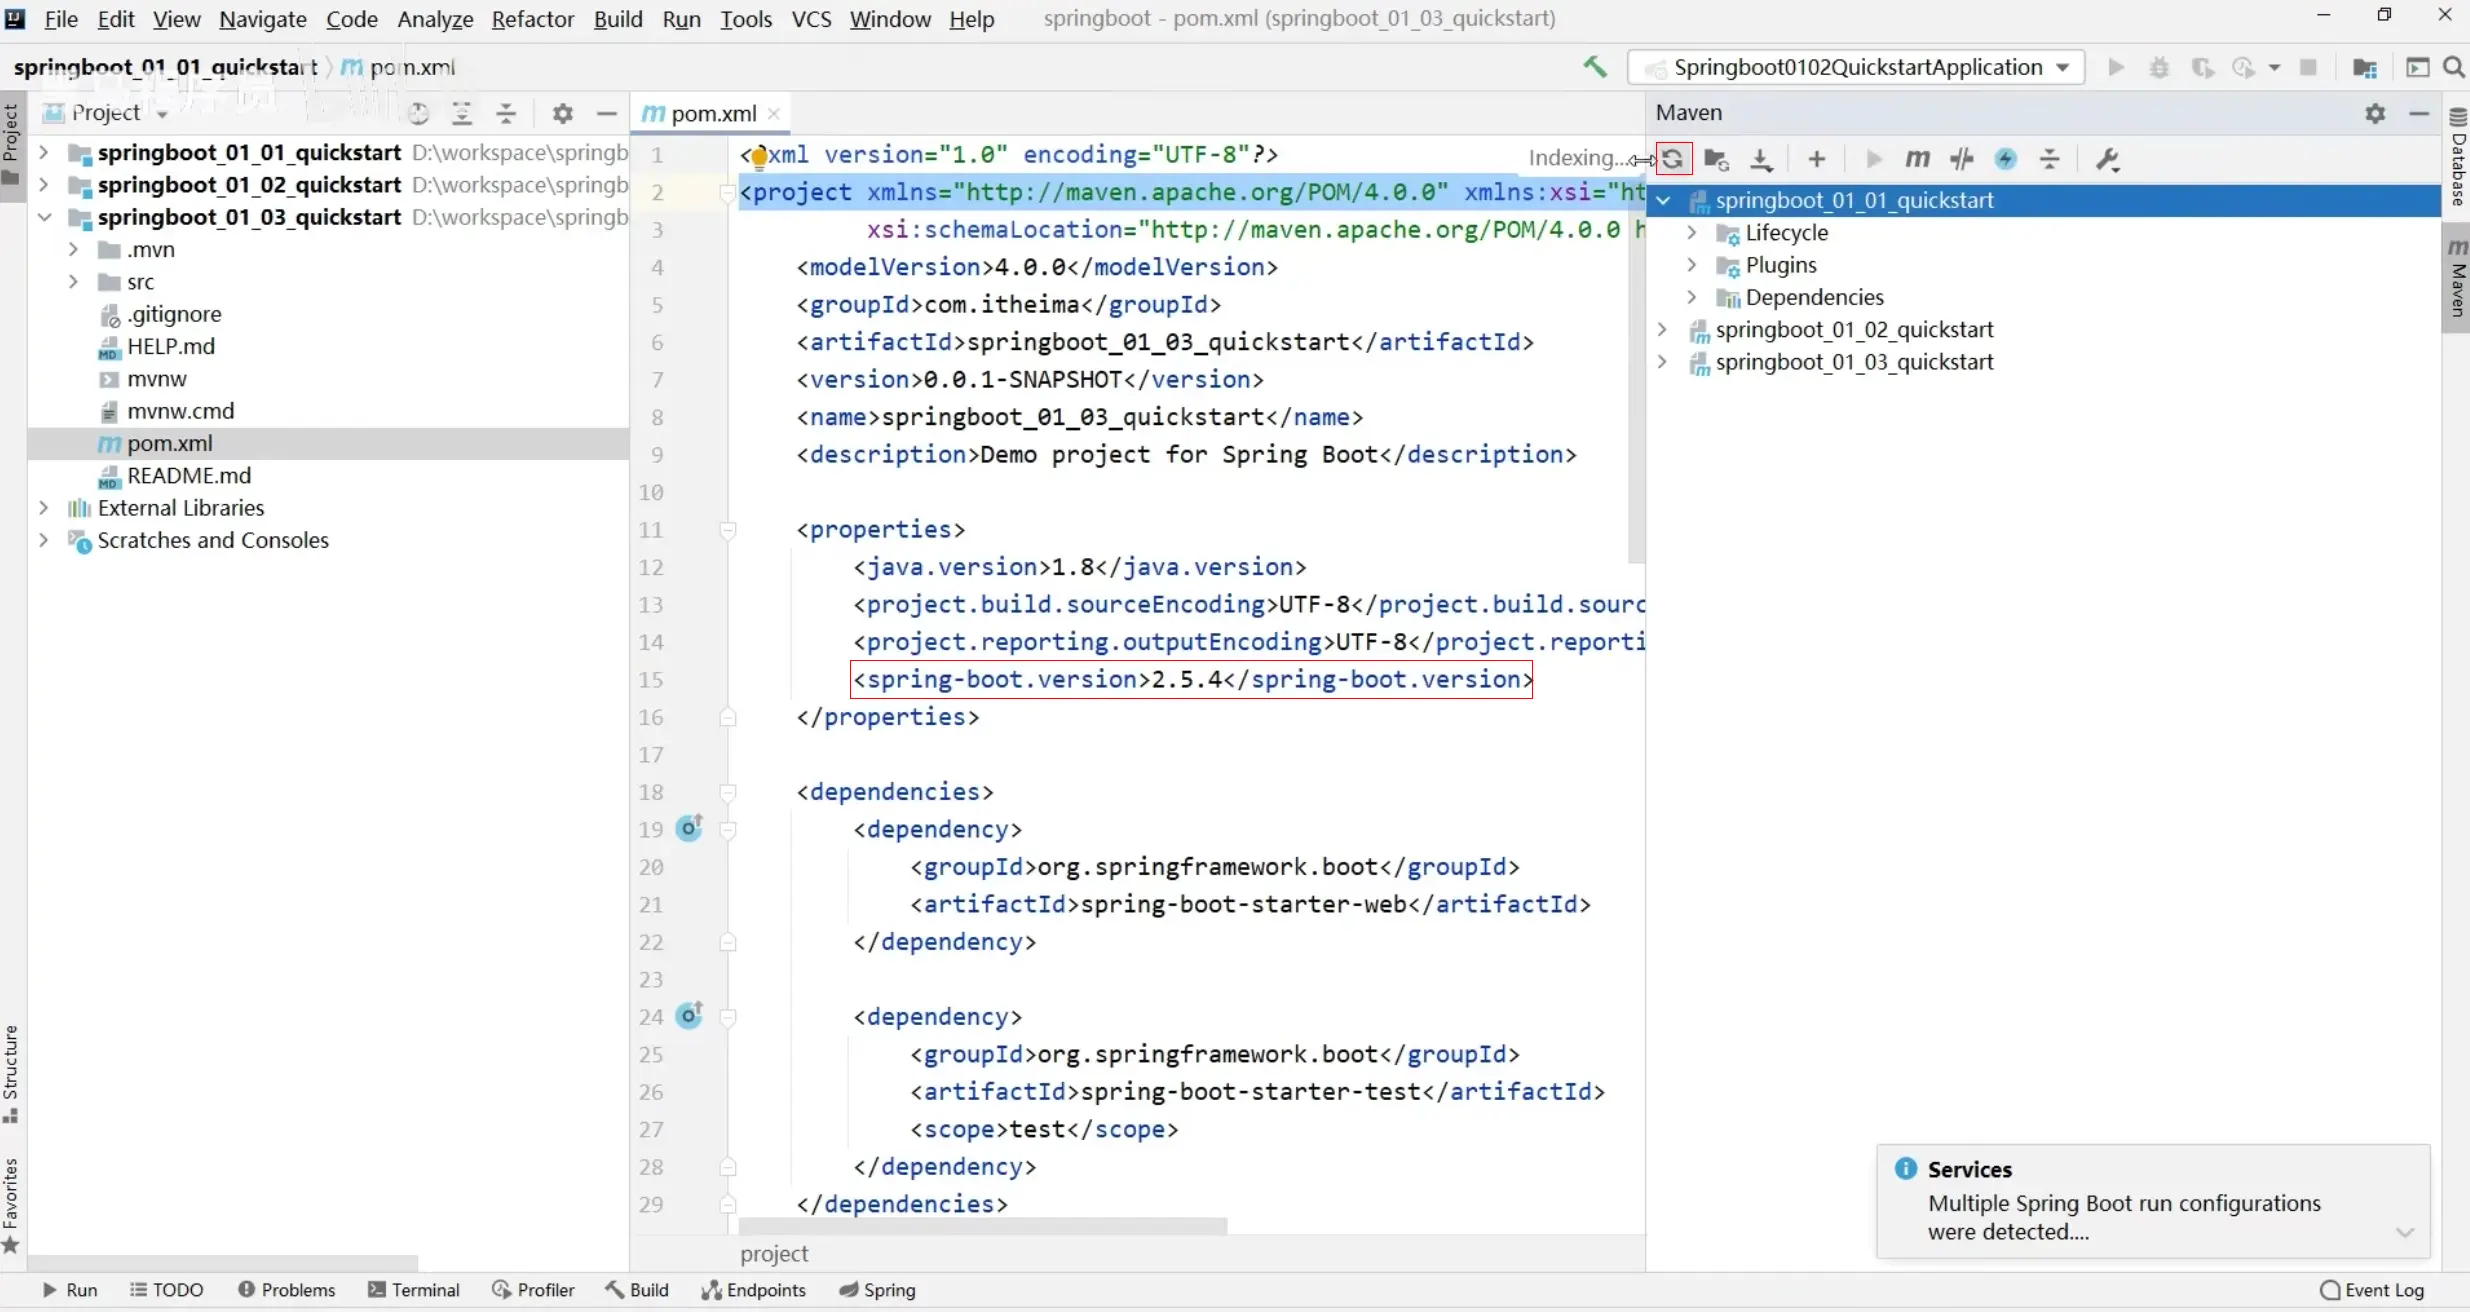 File Edit View Navigate Code Analyze Refactor Build Run Tools VCS Window Help springboot - pom.xml (springboot_01_03_quickstart)
springboot_01_01_quickstart pom.xml Springboot0102QuickstartApplication
Project
Project
springboot_01_01_quickstart D:\workspace\springb
springboot_01_02_quickstart D:\workspace\springb
springboot_01_03_quickstart D:\workspace\springb
.mvn
src
.gitignore
HELP.md
mvnw
mvnw.cmd
pom.xml
README.md
External Libraries
Scratches and Consoles
Structure
Favorites
pom.xml
Indexing...
1 <?xml version="1.0" encoding="UTF-8"?>
2 <project xmlns="http://maven.apache.org/POM/4.0.0" xmlns:xsi="ht
3 xsi:schemaLocation="http://maven.apache.org/POM/4.0.0 h
4 <modelVersion>4.0.0</modelVersion>
5 <groupId>com.itheima</groupId>
6 <artifactId>springboot_01_03_quickstart</artifactId>
7 <version>0.0.1-SNAPSHOT</version>
8 <name>springboot_01_03_quickstart</name>
9 <description>Demo project for Spring Boot</description>
10
11 <properties>
12 <java.version>1.8</java.version>
13 <project.build.sourceEncoding>UTF-8</project.build.sourc
14 <project.reporting.outputEncoding>UTF-8</project.reporti
15 <spring-boot.version>2.5.4</spring-boot.version>
16 </properties>
17
18 <dependencies>
19 <dependency>
20 <groupId>org.springframework.boot</groupId>
21 <artifactId>spring-boot-starter-web</artifactId>
22 </dependency>
23
24 <dependency>
25 <groupId>org.springframework.boot</groupId>
26 <artifactId>spring-boot-starter-test</artifactId>
27 <scope>test</scope>
28 </dependency>
29 </dependencies>
project
Maven
springboot_01_01_quickstart
Lifecycle
Plugins
Dependencies
springboot_01_02_quickstart
springboot_01_03_quickstart
Database
Maven
Services
Multiple Spring Boot run configurations
were detected....
Run TODO Problems Terminal Profiler Build Endpoints Spring Event Log